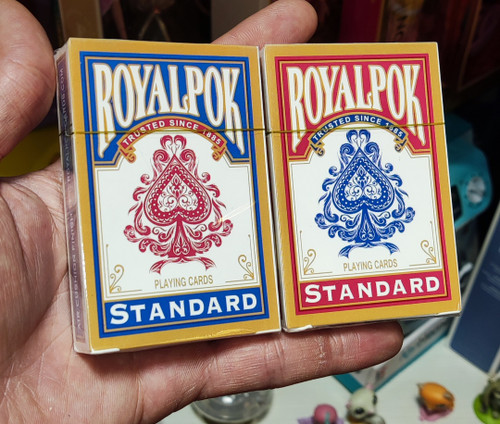 ROYALPOK
TRUSTED SINCE 1885
PLAYING CARDS
STANDARD
ROYALPOK
TRUSTED SINCE 1885
PLAYING CARDS
STANDARD